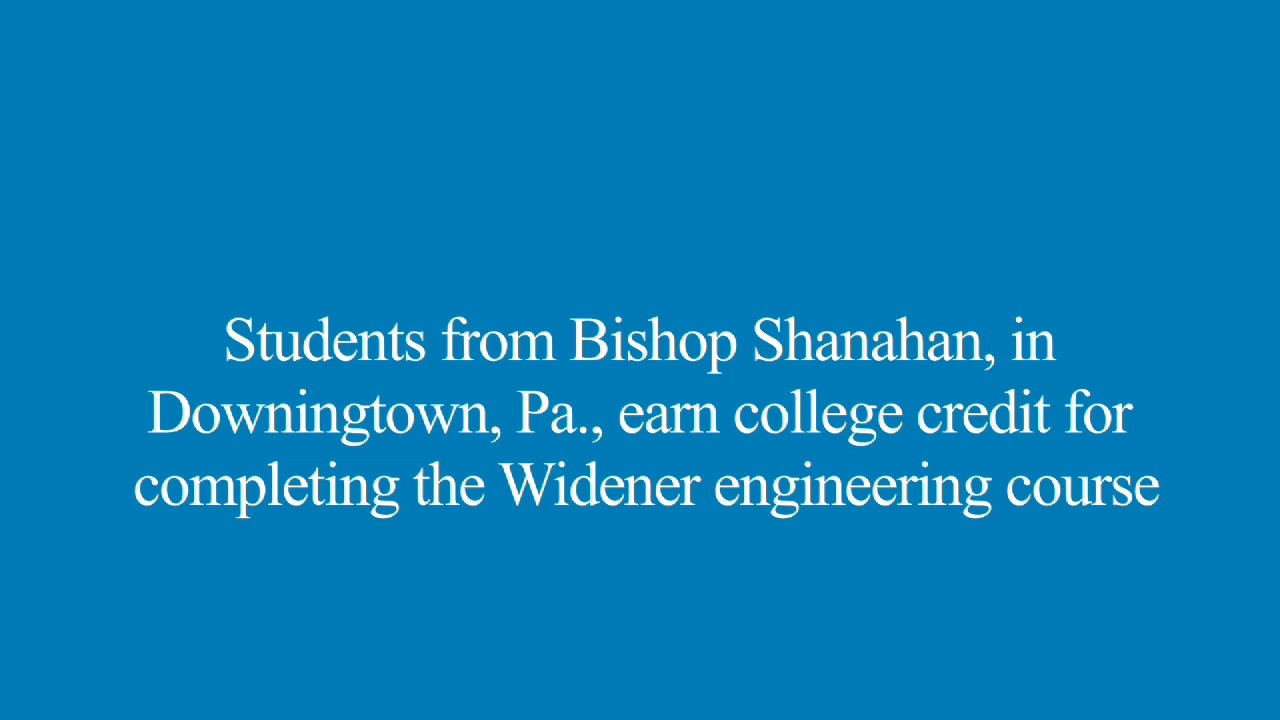 Students from Bishop Shanahan, in
Downingtown, Pa., earn college credit for
completing the Widener engineering course